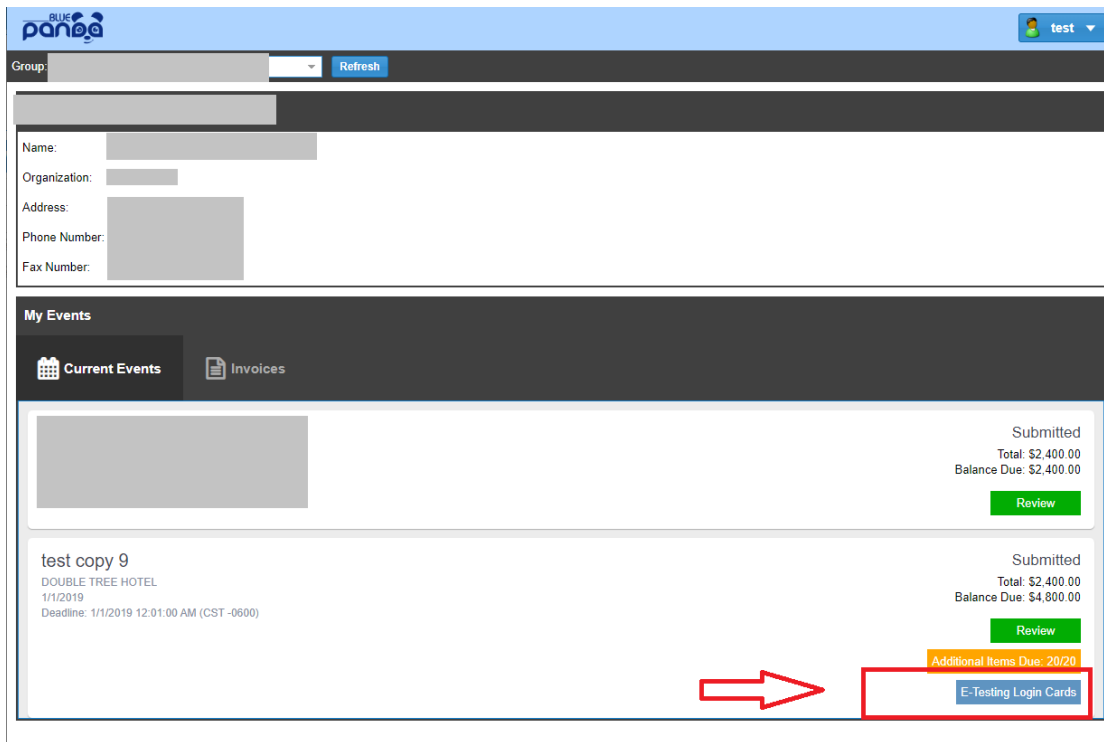 BLUE
panda
test
Group:
Refresh
Name:
Organization:
Address:
Phone Number:
Fax Number:
My Events
Current Events
Invoices
Submitted
Total: $2,400.00
Balance Due: $2,400.00
Review
test copy 9
DOUBLE TREE HOTEL
1/1/2019
Deadline: 1/1/2019 12:01:00 AM (CST -0600)
Submitted
Total: $2,400.00
Balance Due: $4,800.00
Review
Additional Items Due: 20/20
E-Testing Login Cards